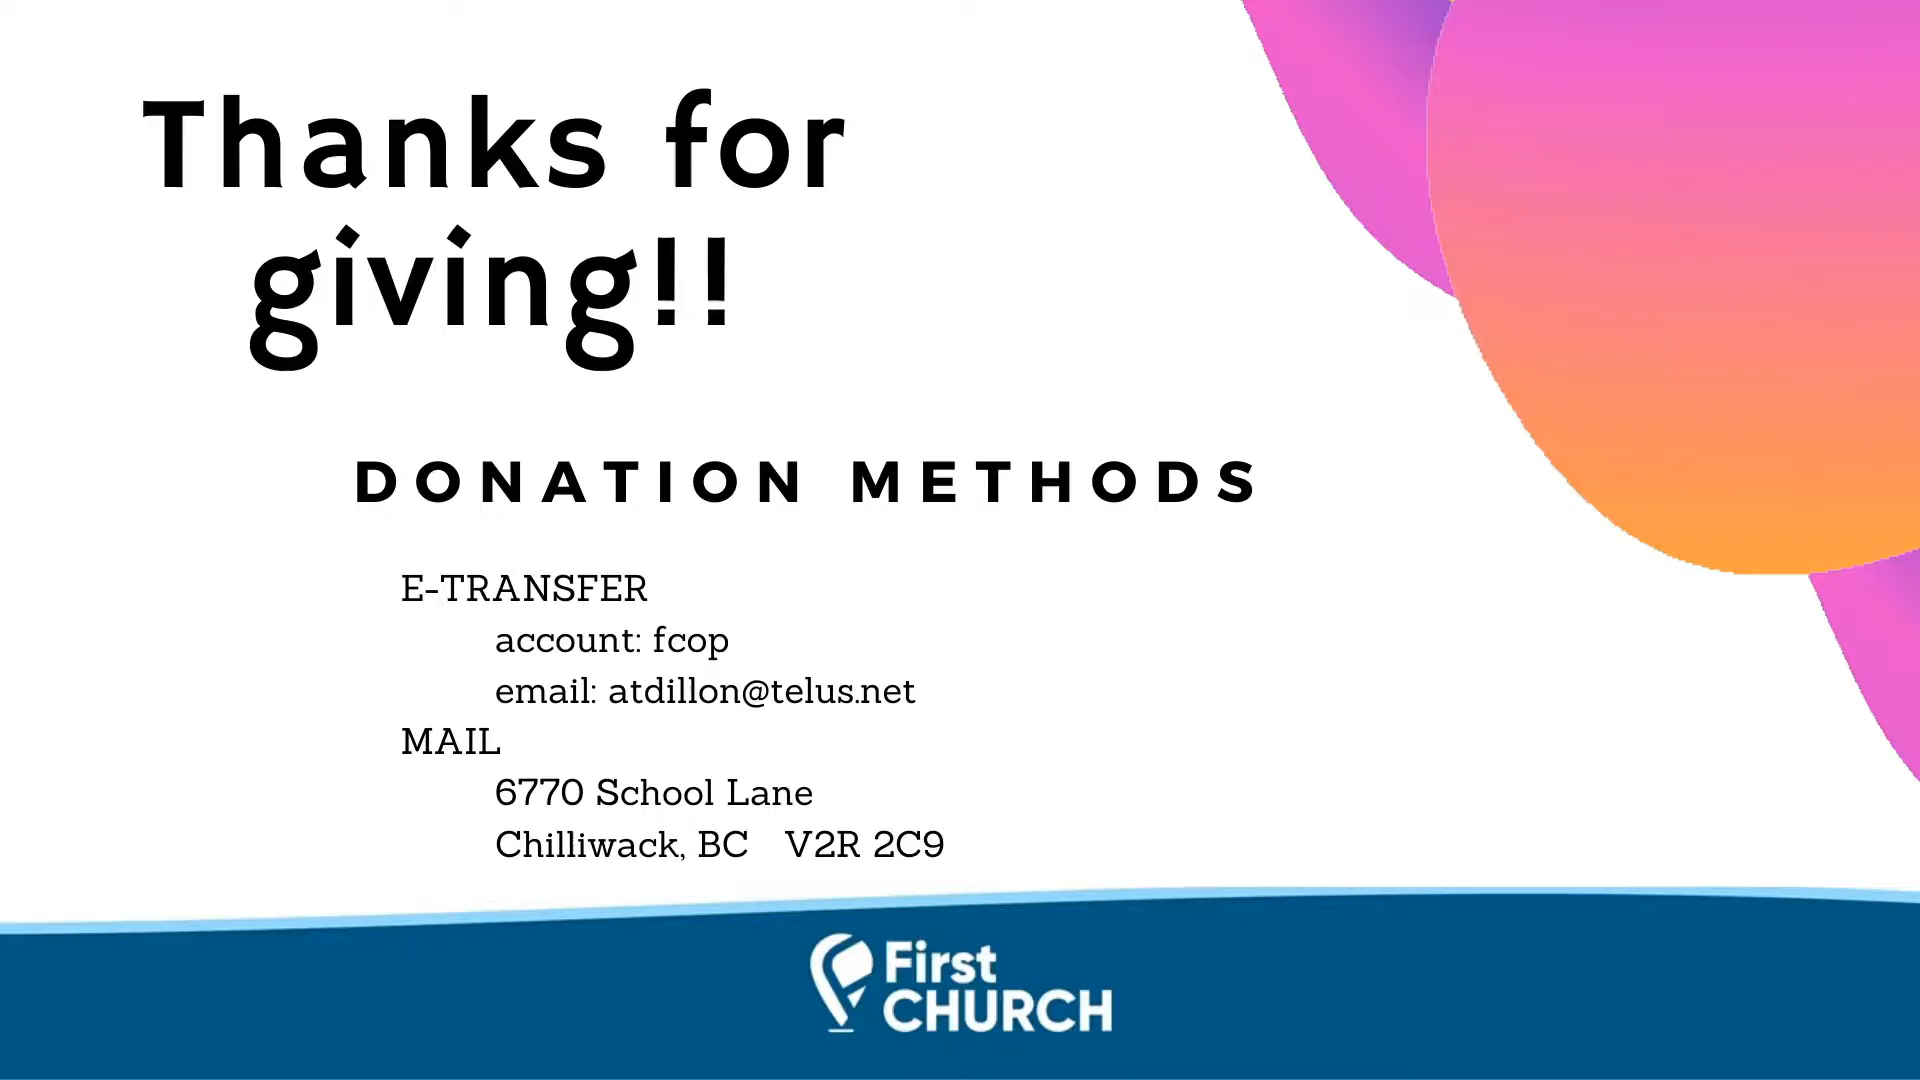 Thanks for
giving!!
DONATION METHODS
E-TRANSFER
account: fcop
email: atdillon@telus.net
MAIL
6770 School Lane
Chilliwack, BC V2R 2C9
First
CHURCH